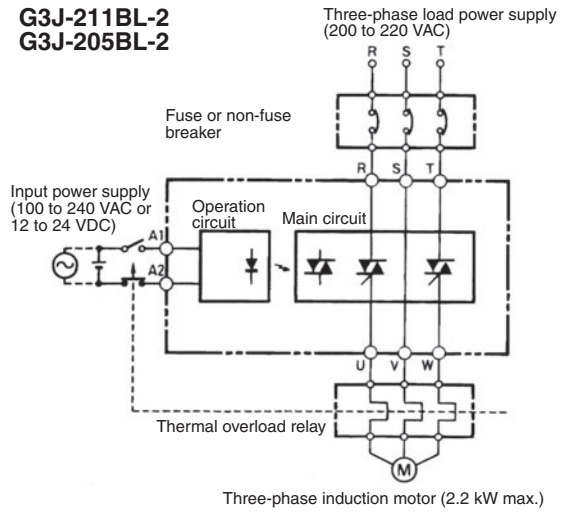 G3J-211BL-2
G3J-205BL-2
Three-phase load power supply
(200 to 220 VAC)
R S T
Fuse or non-fuse
breaker
R S T
Input power supply
(100 to 240 VAC or
12 to 24 VDC)
Operation
circuit
Main circuit
A1
A2
U V W
Thermal overload relay
M
Three-phase induction motor (2.2 kW max.)